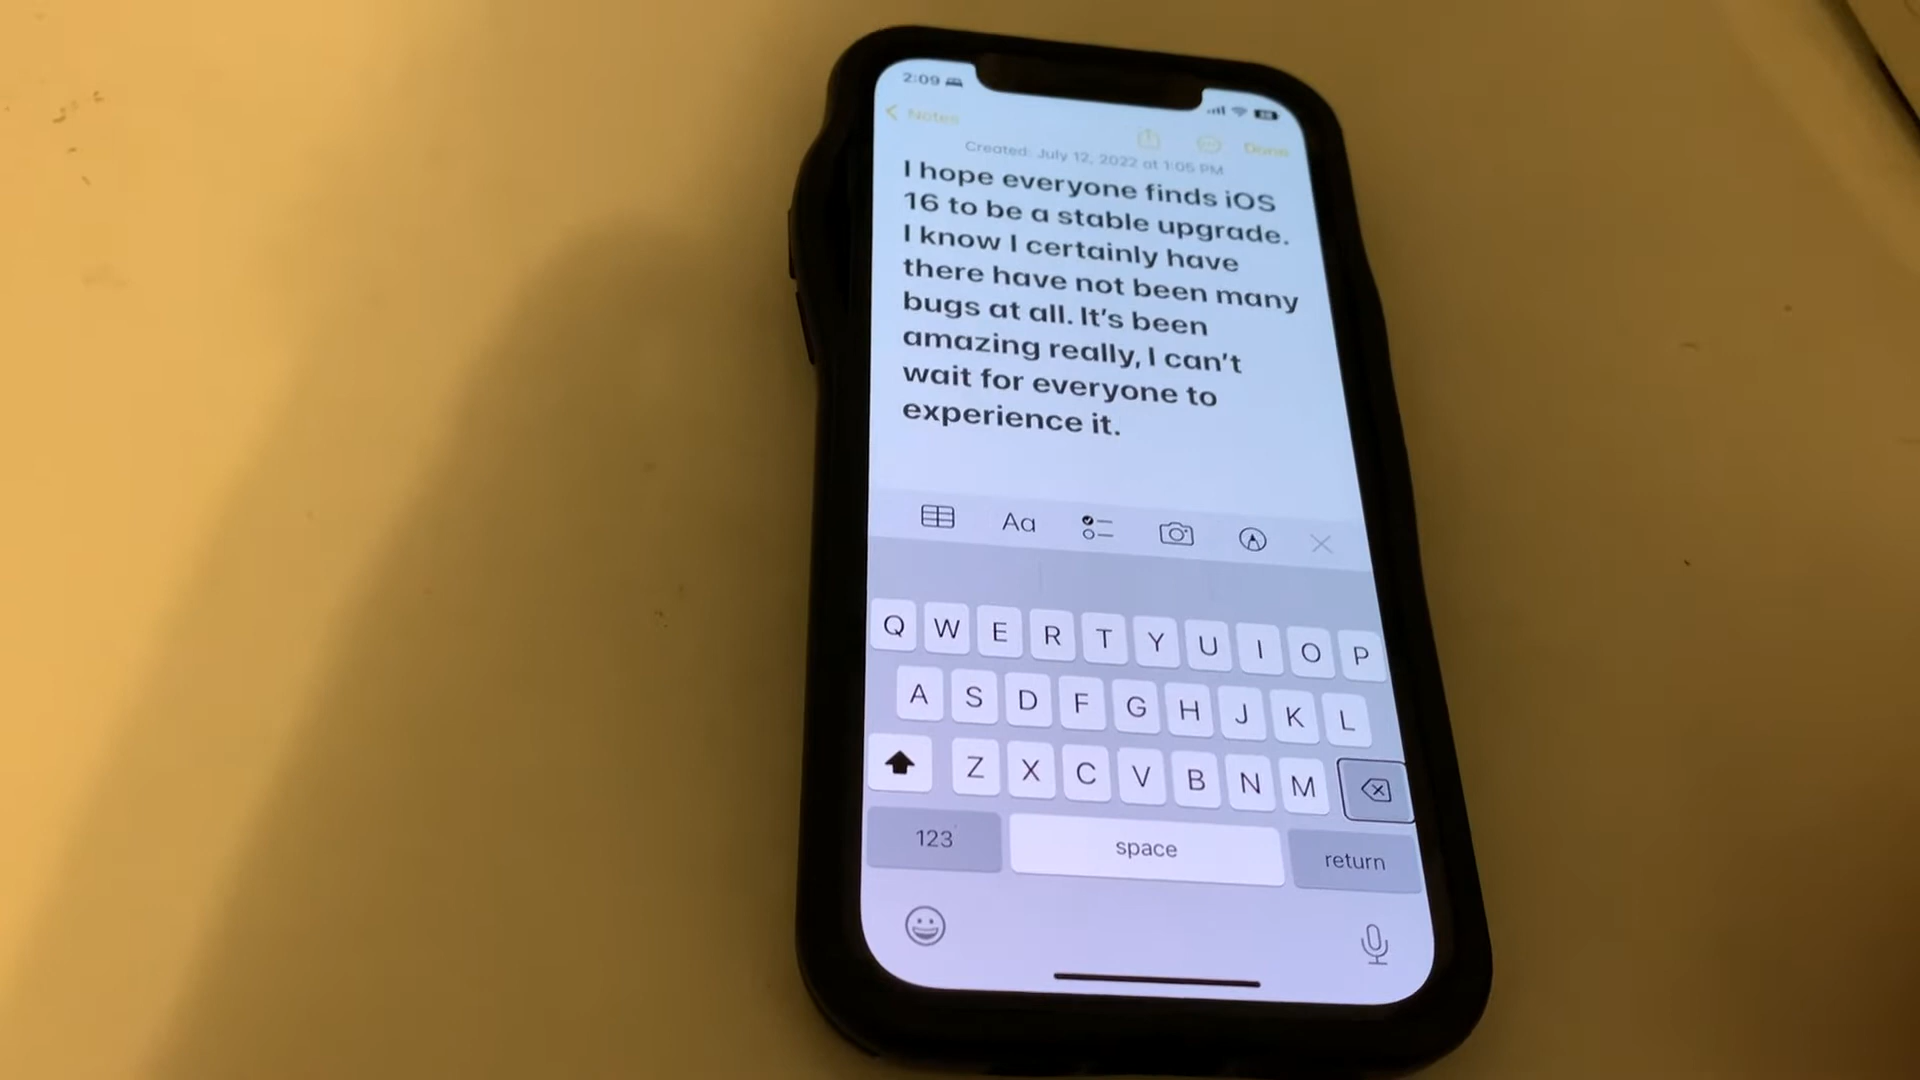 2:09
Notes
Done
Created: July 12, 2022 at 1:05 PM
I hope everyone finds iOS
16 to be a stable upgrade.
I know I certainly have
there have not been many
bugs at all. It's been
amazing really, I can't
wait for everyone to
experience it.
Aa
Q W E R T Y U I O P
A S D F G H J K L
Z X C V B N M
123 space return